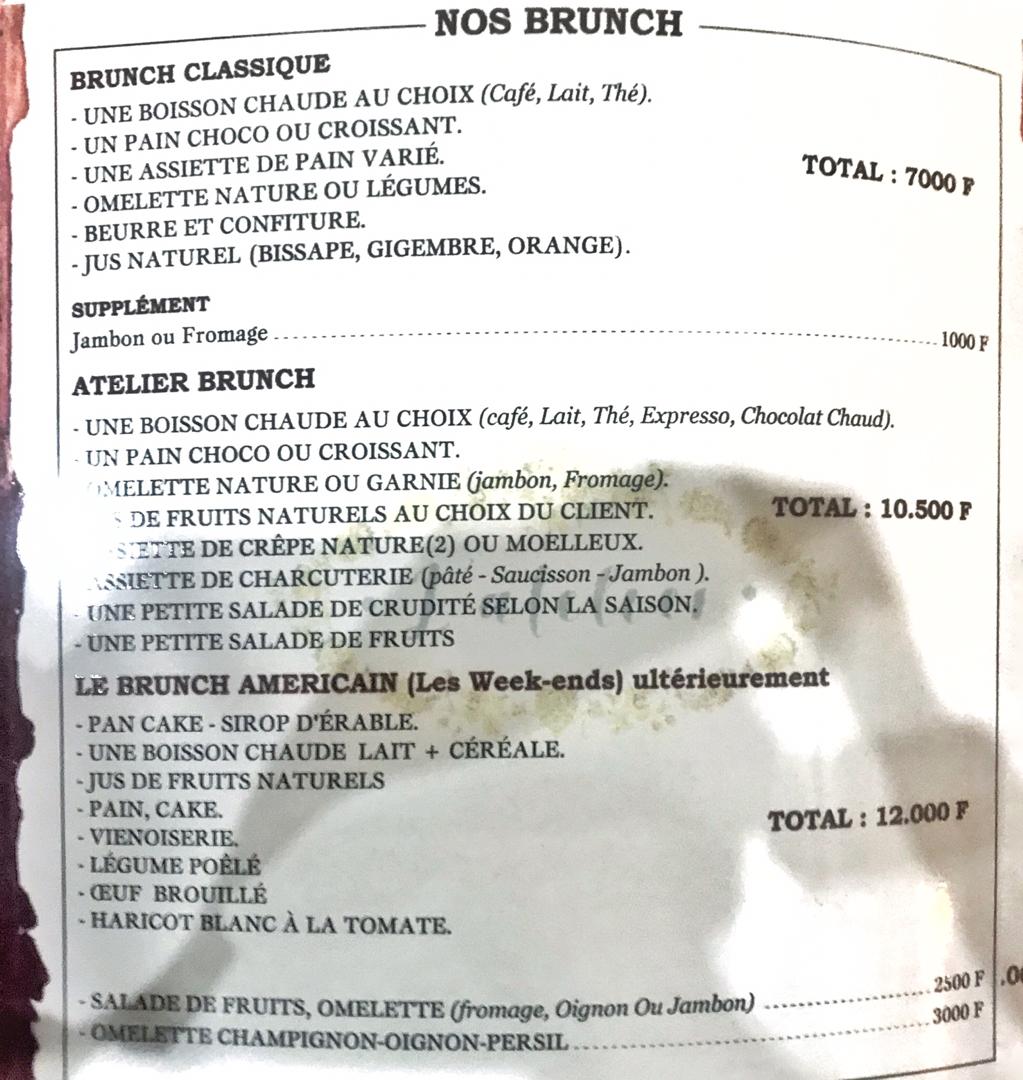 NOS BRUNCH
BRUNCH CLASSIQUE
- UNE BOISSON CHAUDE AU CHOIX (Café, Lait, Thé).
- UN PAIN CHOCO OU CROISSANT.
- UNE ASSIETTE DE PAIN VARIÉ.
- OMELETTE NATURE OU LÉGUMES.
- BEURRE ET CONFITURE.
- JUS NATUREL (BISSAPE, GIGEMBRE, ORANGE).
TOTAL : 7000 F
SUPPLÉMENT
Jambon ou Fromage 1000 F
ATELIER BRUNCH
- UNE BOISSON CHAUDE AU CHOIX (café, Lait, Thé, Expresso, Chocolat Chaud).
- UN PAIN CHOCO OU CROISSANT.
OMELETTE NATURE OU GARNIE (jambon, Fromage).
DE FRUITS NATURELS AU CHOIX DU CLIENT.
DE CRÊPE NATURE(2) OU MOELLEUX.
ASSIETTE DE CHARCUTERIE (pâté - Saucisson - Jambon ).
- UNE PETITE SALADE DE CRUDITÉ SELON LA SAISON.
- UNE PETITE SALADE DE FRUITS
TOTAL : 10.500 F
LE BRUNCH AMERICAIN (Les Week-ends) ultérieurement
- PAN CAKE - SIROP D'ÉRABLE.
- UNE BOISSON CHAUDE LAIT + CÉRÉALE.
- JUS DE FRUITS NATURELS
- PAIN, CAKE.
- VIENOISERIE.
- LÉGUME POÊLÉ
- ŒUF BROUILLÉ
- HARICOT BLANC À LA TOMATE.
TOTAL : 12.000 F
- SALADE DE FRUITS, OMELETTE (fromage, Oignon Ou Jambon) 2500 F
- OMELETTE CHAMPIGNON-OIGNON-PERSIL 3000 F